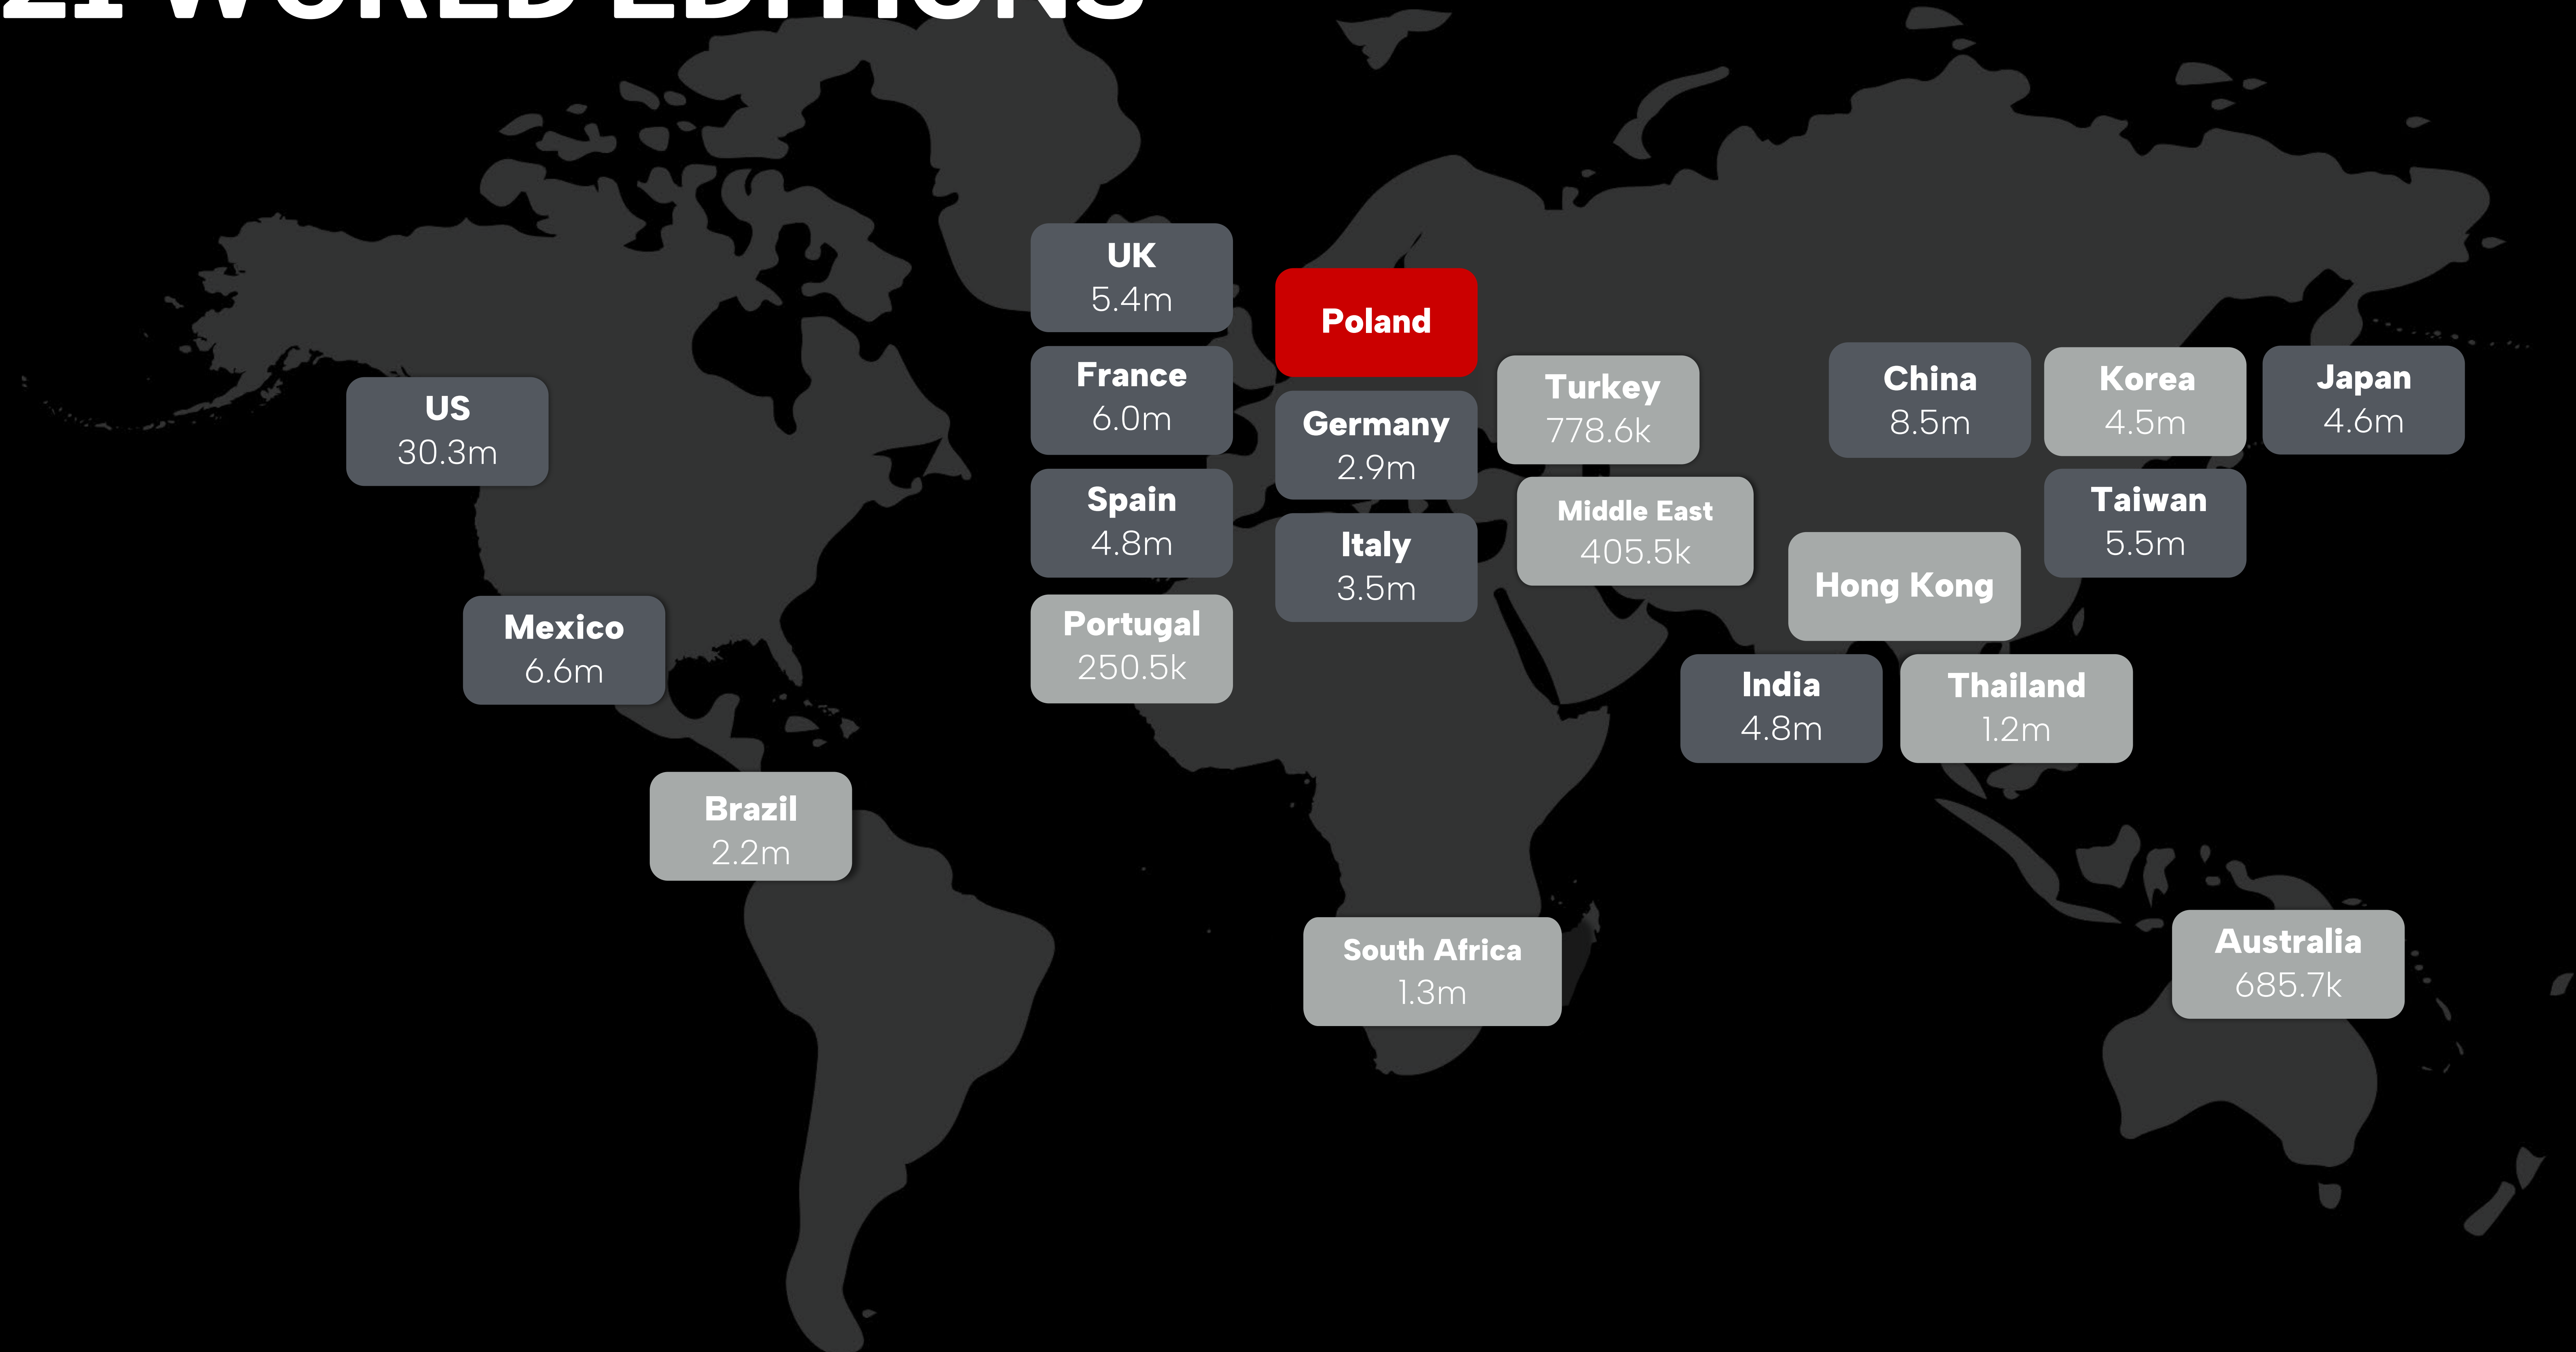 21 WORLD EDITIONS
UK
5.4m
Poland
France
6.0m
Turkey
778.6k
China
8.5m
Korea
4.5m
Japan
4.6m
US
30.3m
Germany
2.9m
Spain
4.8m
Middle East
405.5k
Taiwan
5.5m
Italy
3.5m
Hong Kong
Mexico
6.6m
Portugal
250.5k
India
4.8m
Thailand
1.2m
Brazil
2.2m
South Africa
1.3m
Australia
685.7k